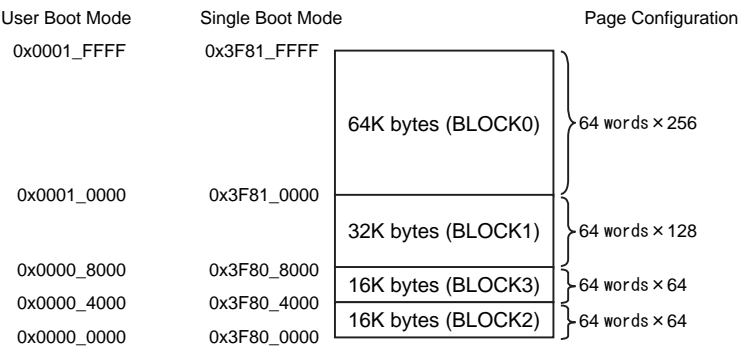 User Boot Mode Single Boot Mode Page Configuration
0x0001_FFFF 0x3F81_FFFF
64K bytes (BLOCK0) 64 words×256
0x0001_0000 0x3F81_0000
32K bytes (BLOCK1) 64 words×128
0x0000_8000 0x3F80_8000
16K bytes (BLOCK3) 64 words×64
0x0000_4000 0x3F80_4000
16K bytes (BLOCK2) 64 words×64
0x0000_0000 0x3F80_0000